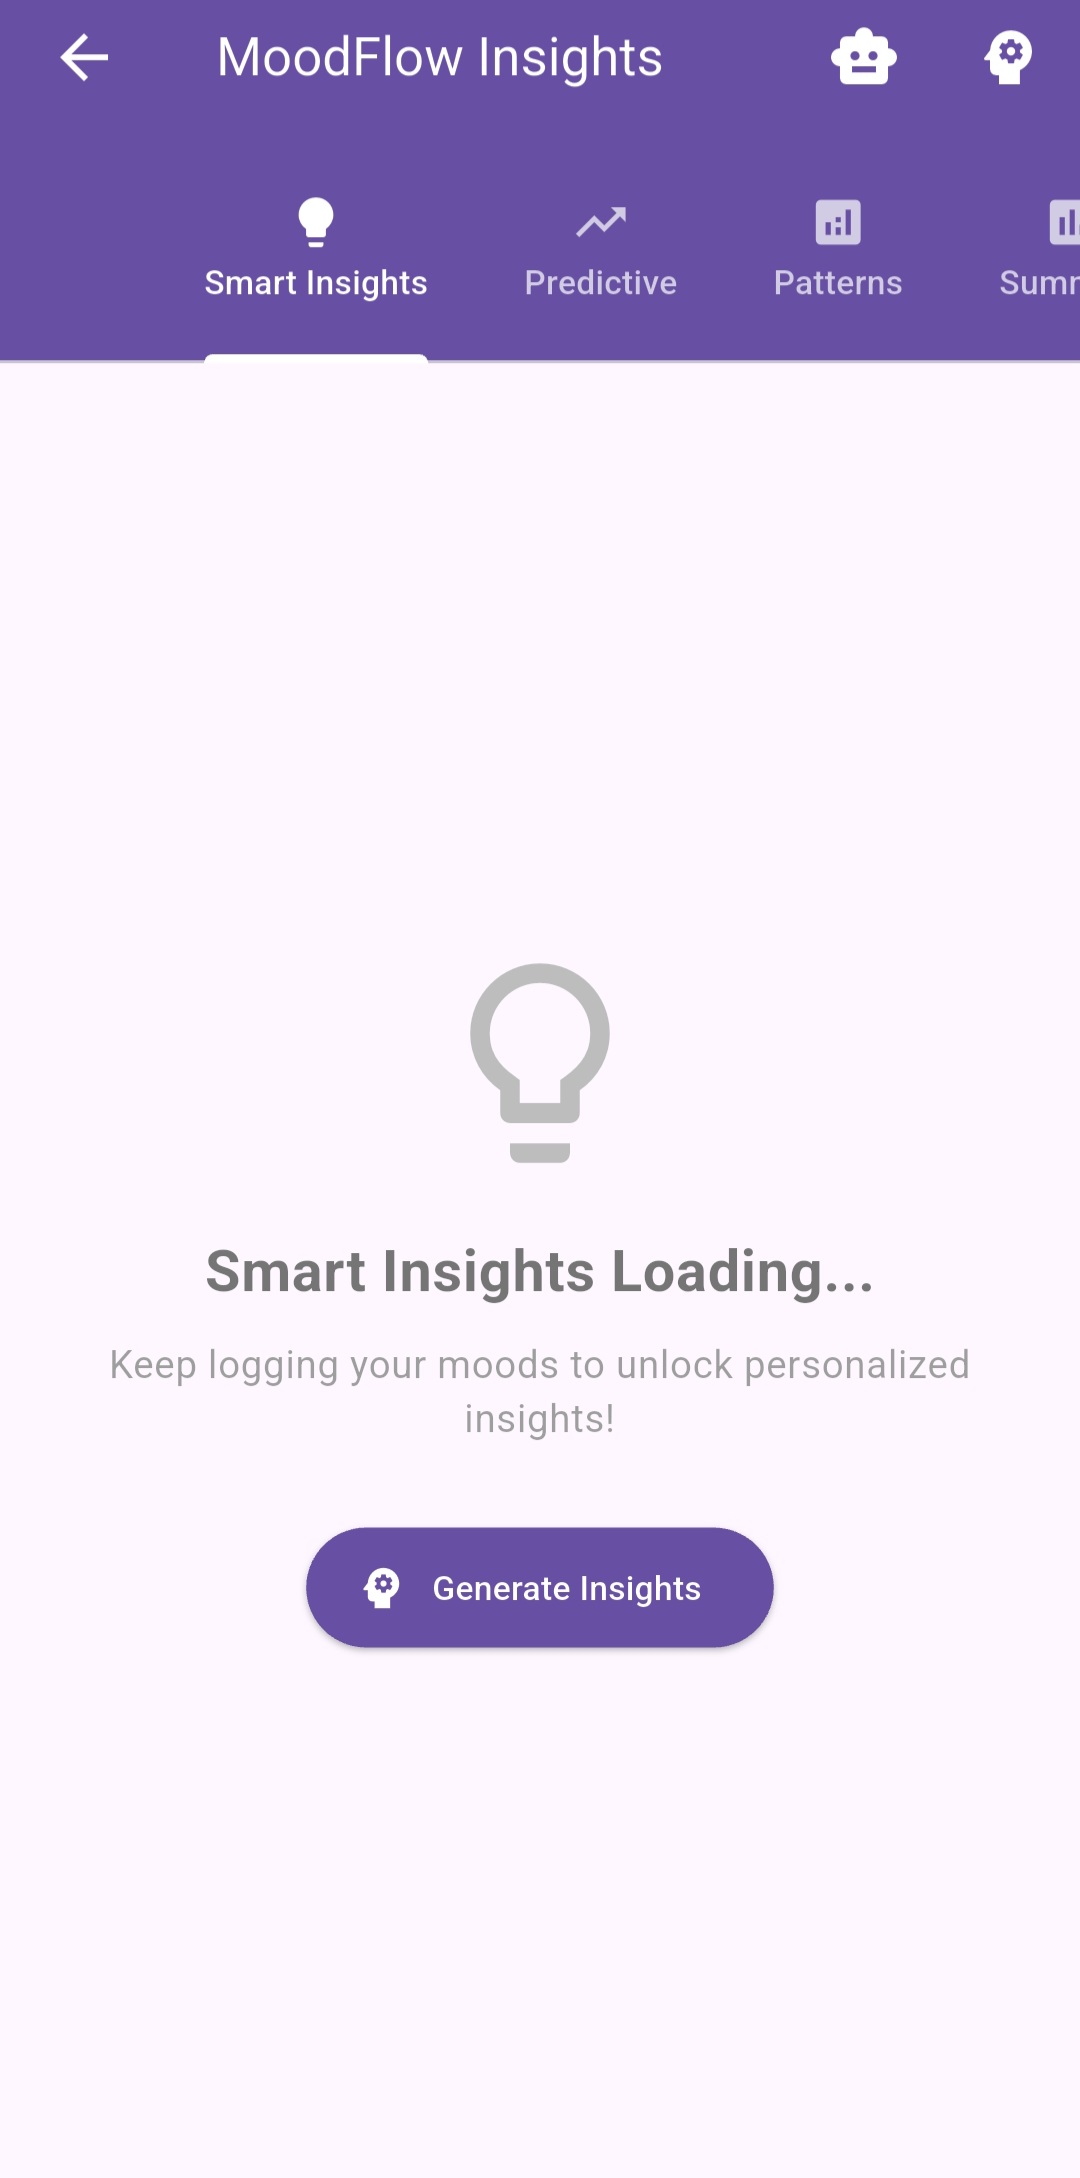 MoodFlow Insights
Smart Insights
Predictive
Patterns
Summ
Smart Insights Loading...
Keep logging your moods to unlock personalized
insights!
Generate Insights